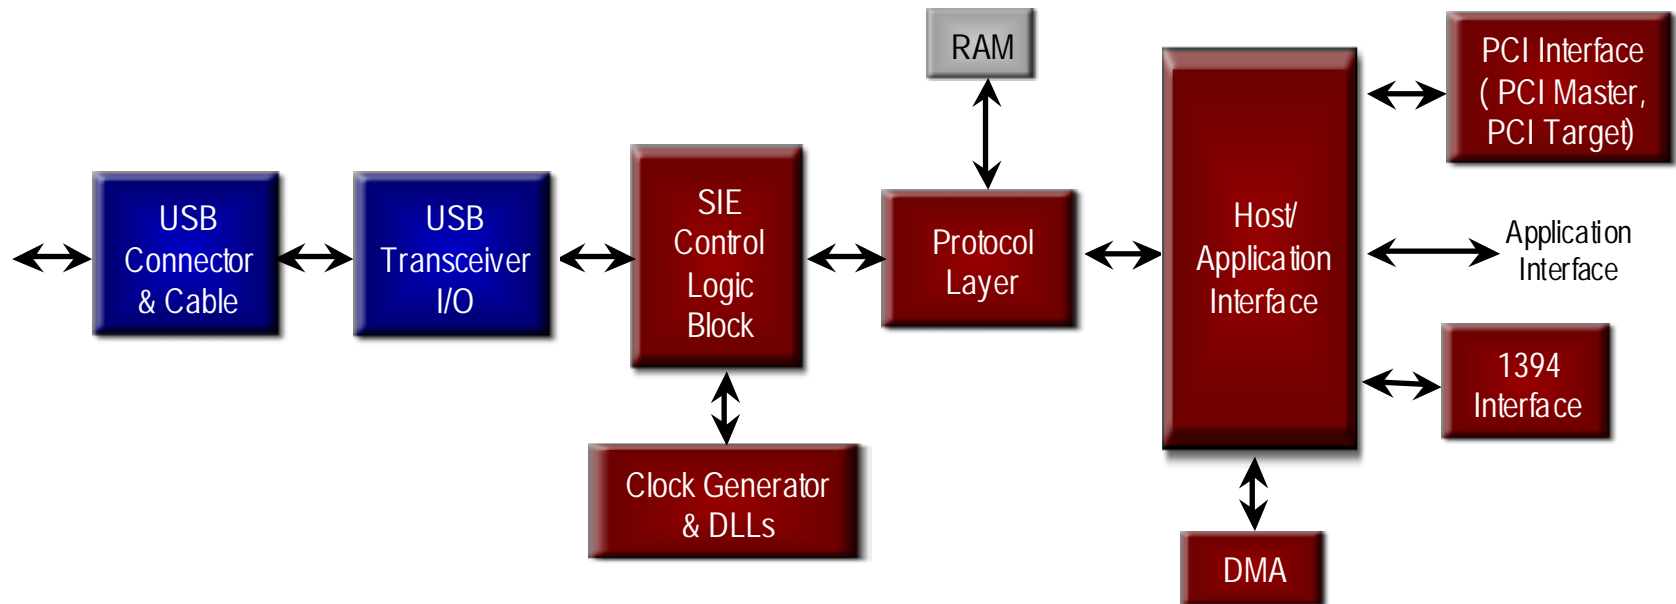 USB
Connector
& Cable
USB
Transceiver
I/O
SIE
Control
Logic
Block
Clock Generator
& DLLs
RAM
Protocol
Layer
Host/
Application
Interface
DMA
PCI Interface
( PCI Master,
PCI Target)
Application
Interface
1394
Interface